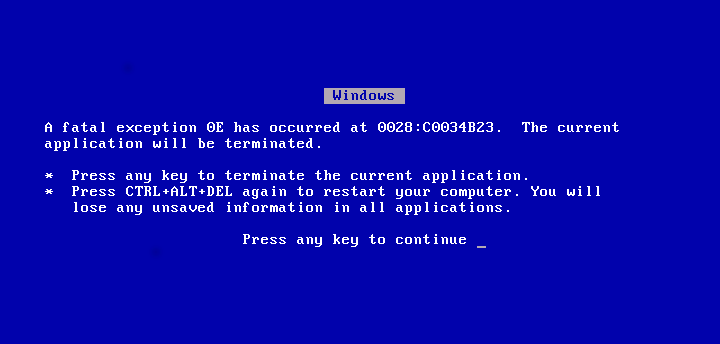 Windows
A fatal exception 0E has occurred at 0028:C0034B23. The current
application will be terminated.
* Press any key to terminate the current application.
* Press CTRL+ALT+DEL again to restart your computer. You will
lose any unsaved information in all applications.
Press any key to continue _